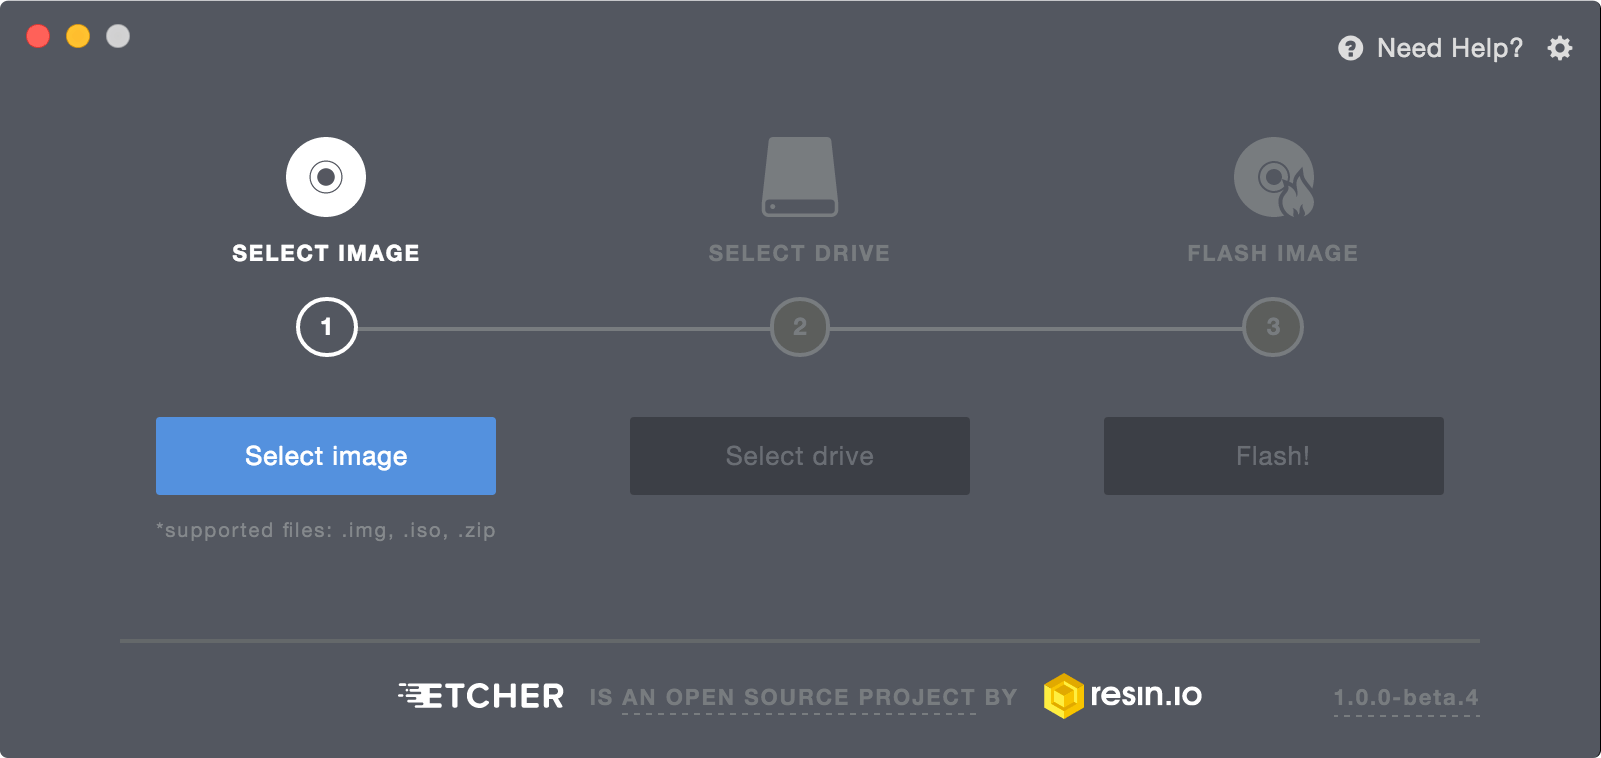 Need Help?
SELECT IMAGE
SELECT DRIVE
FLASH IMAGE
1
2
3
Select image
Select drive
Flash!
*supported files: .img, .iso, .zip
ETCHER IS AN OPEN SOURCE PROJECT BY resin.io
1.0.0-beta.4